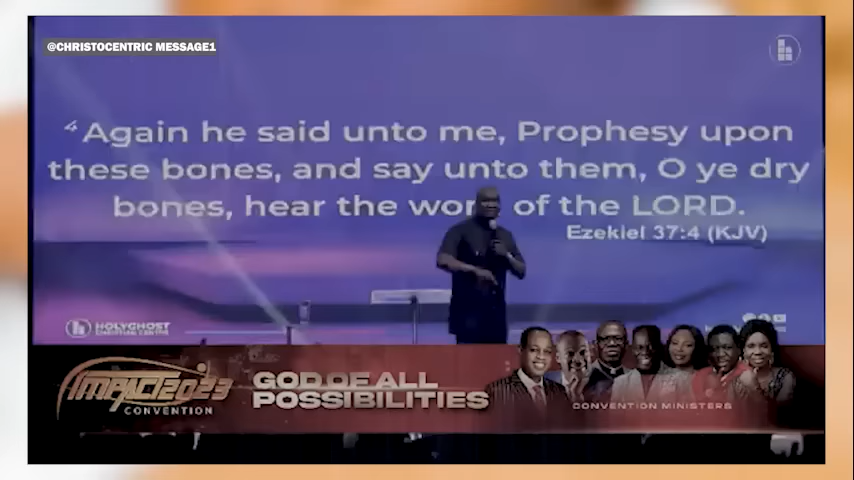 @CHRISTOCENTRIC MESSAGE1
4 Again he said unto me, Prophesy upon
these bones, and say unto them, O ye dry
bones, hear the wor of the LORD.
Ezekiel 37:4 (KJV)
HOLYGHOST
CHRISTIAN CENTRE
IMPACT2023
CONVENTION
GOD OF ALL
POSSIBILITIES
CONVENTION MINISTERS